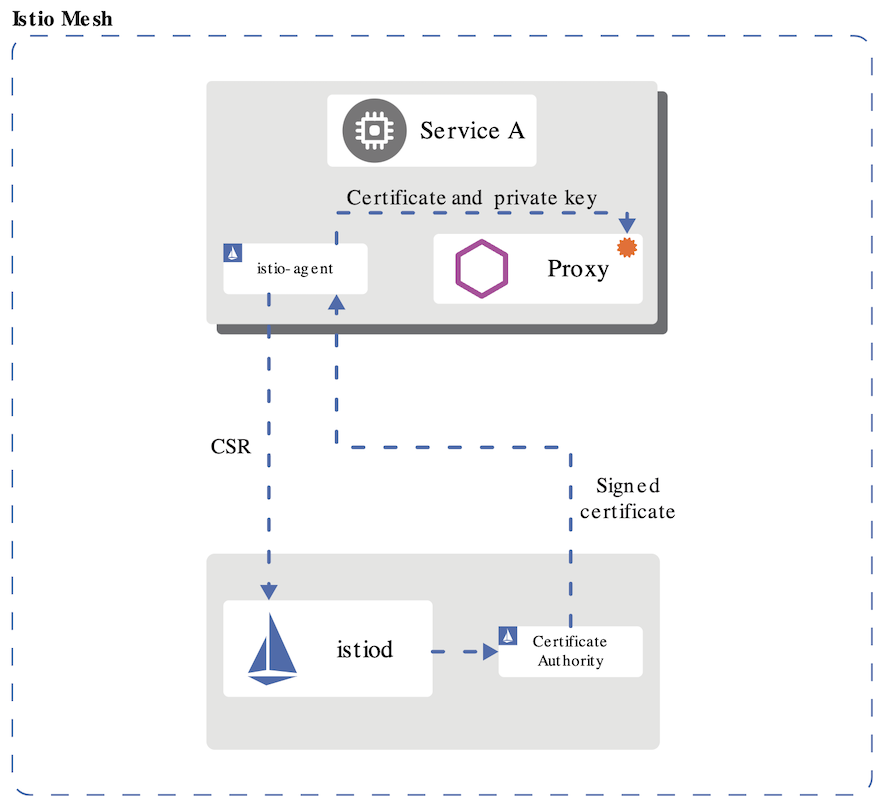 Istio Mesh
Service A
Certificate and private key
istio-agent
Proxy
CSR
Signed
certificate
istiod
Certificate
Authority